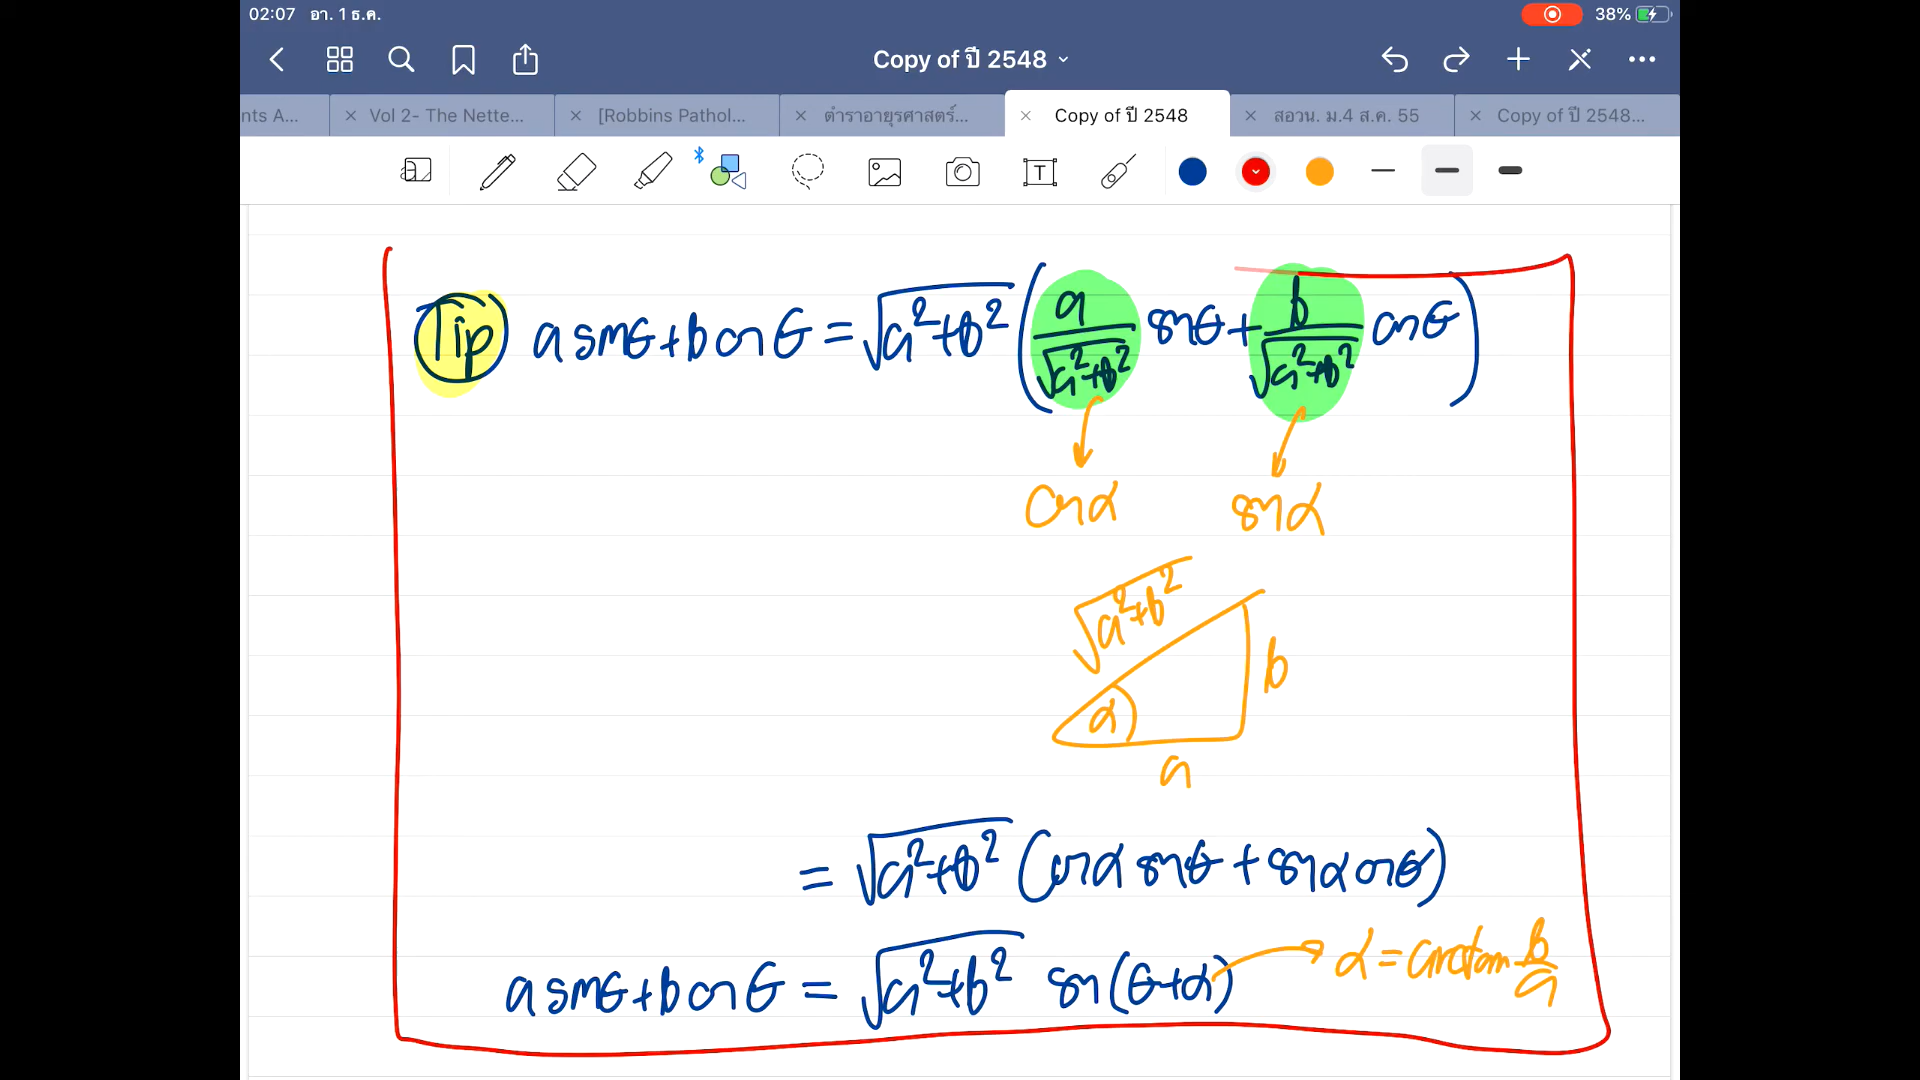 02:07 อา. 1 ธ.ค. 38%
Copy of ปี 2548
nts A... Vol 2- The Nette... [Robbins Pathol... ตำราอายุรศาสตร์... Copy of ปี 2548 สอวน. ม.4 ส.ค. 55 Copy of ปี 2548...
Tip a sinθ+b cosθ = √a²+b² (a/√a²+b² sinθ + b/√a²+b² cosθ)
cosα sinα
√a²+b²
b
α
a
= √a²+b² (cosα sinθ + sinα cosθ)
a sinθ+b cosθ = √a²+b² sin(θ+α) α = arctan b/a